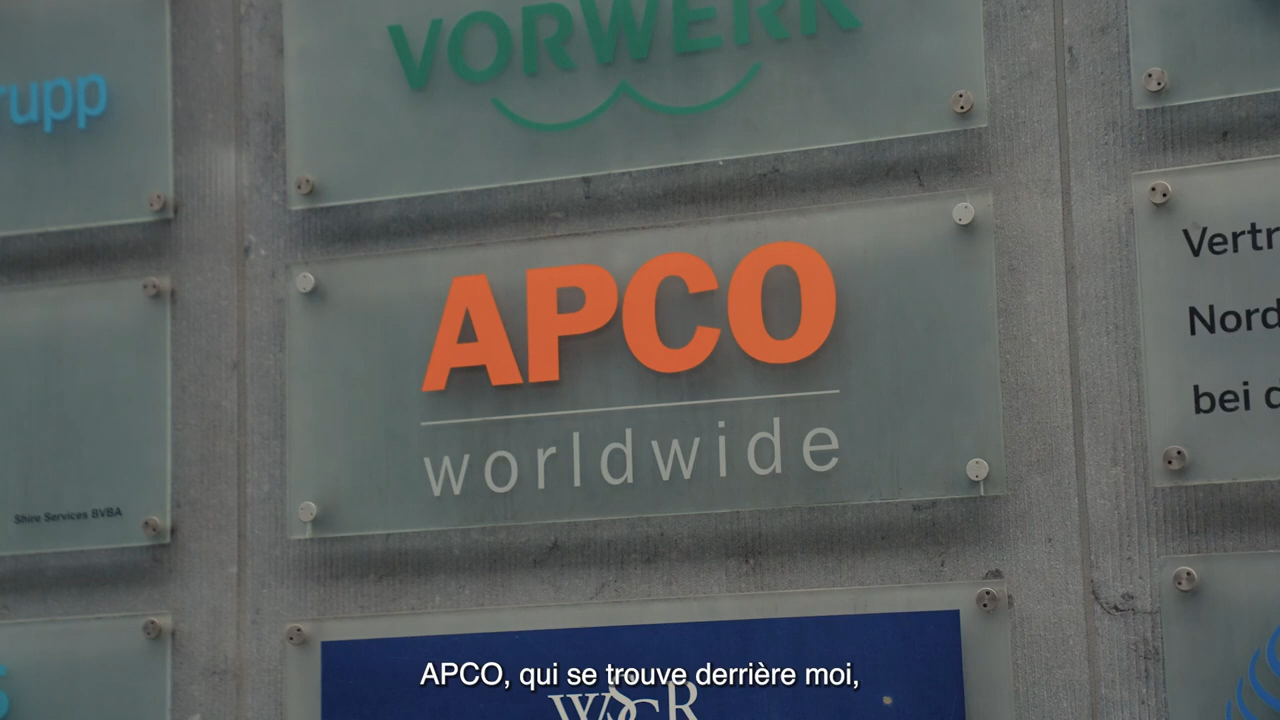 VORWERK
rupp
APCO
worldwide
Vertr
Nord
bei d
Shire Services BVBA
APCO, qui se trouve derrière moi,